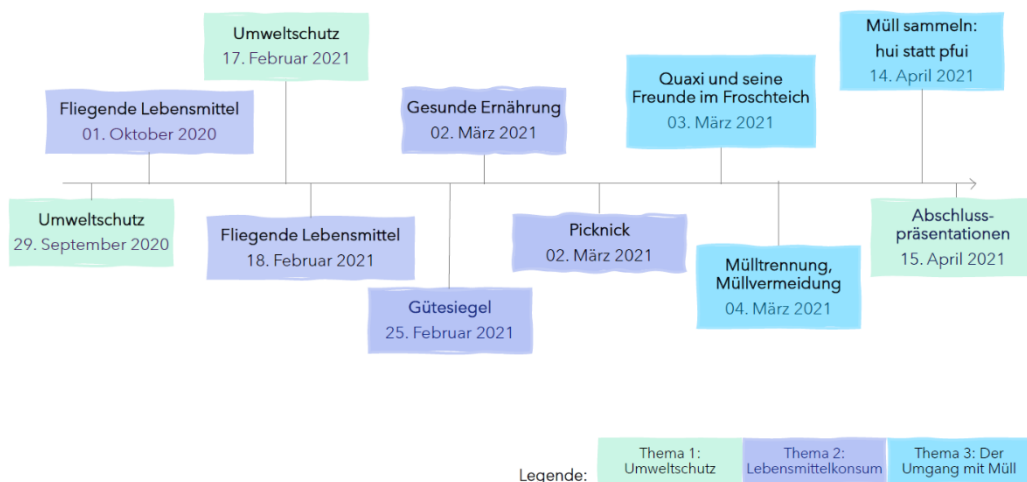 Umweltschutz
17. Februar 2021
Müll sammeln:
hui statt pfui
14. April 2021
Fliegende Lebensmittel
01. Oktober 2020
Gesunde Ernährung
02. März 2021
Quaxi und seine
Freunde im Froschteich
03. März 2021
Umweltschutz
29. September 2020
Fliegende Lebensmittel
18. Februar 2021
Gütesiegel
25. Februar 2021
Picknick
02. März 2021
Mülltrennung,
Müllvermeidung
04. März 2021
Abschluss-
präsentationen
15. April 2021
Legende:
Thema 1:
Umweltschutz
Thema 2:
Lebensmittelkonsum
Thema 3: Der
Umgang mit Müll